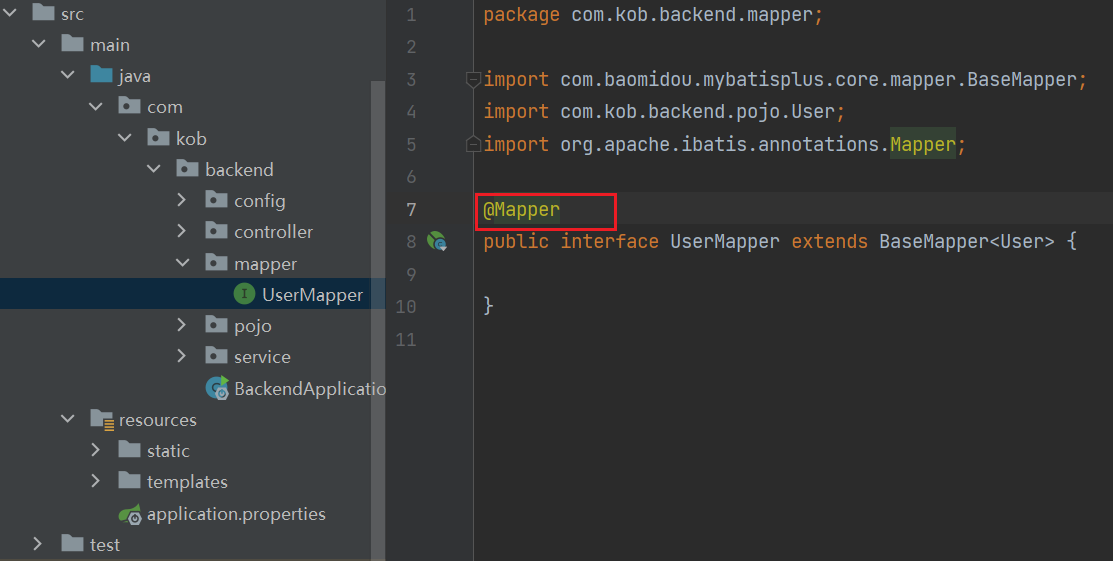 src
main
java
com
kob
backend
config
controller
mapper
I UserMapper
pojo
service
BackendApplicatio
resources
static
templates
application.properties
test
1 package com.kob.backend.mapper;
2
3 import com.baomidou.mybatisplus.core.mapper.BaseMapper;
4 import com.kob.backend.pojo.User;
5 import org.apache.ibatis.annotations.Mapper;
6
7 @Mapper
8 public interface UserMapper extends BaseMapper<User> {
9
10 }
11